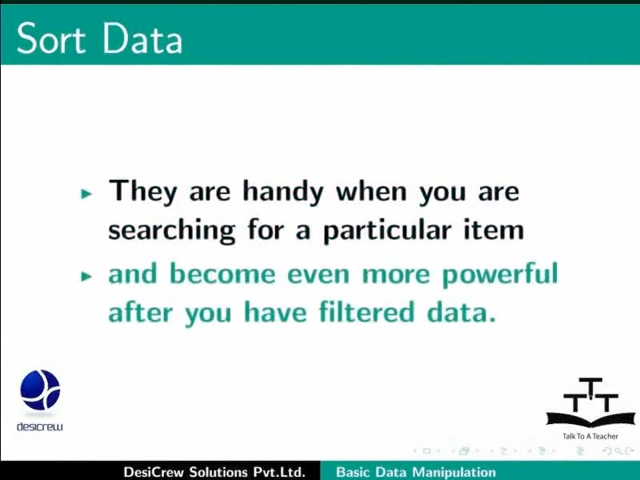 Sort Data
They are handy when you are
searching for a particular item
and become even more powerful
after you have filtered data.
desicrew
TTT
Talk To A Teacher
DesiCrew Solutions Pvt.Ltd.
Basic Data Manipulation